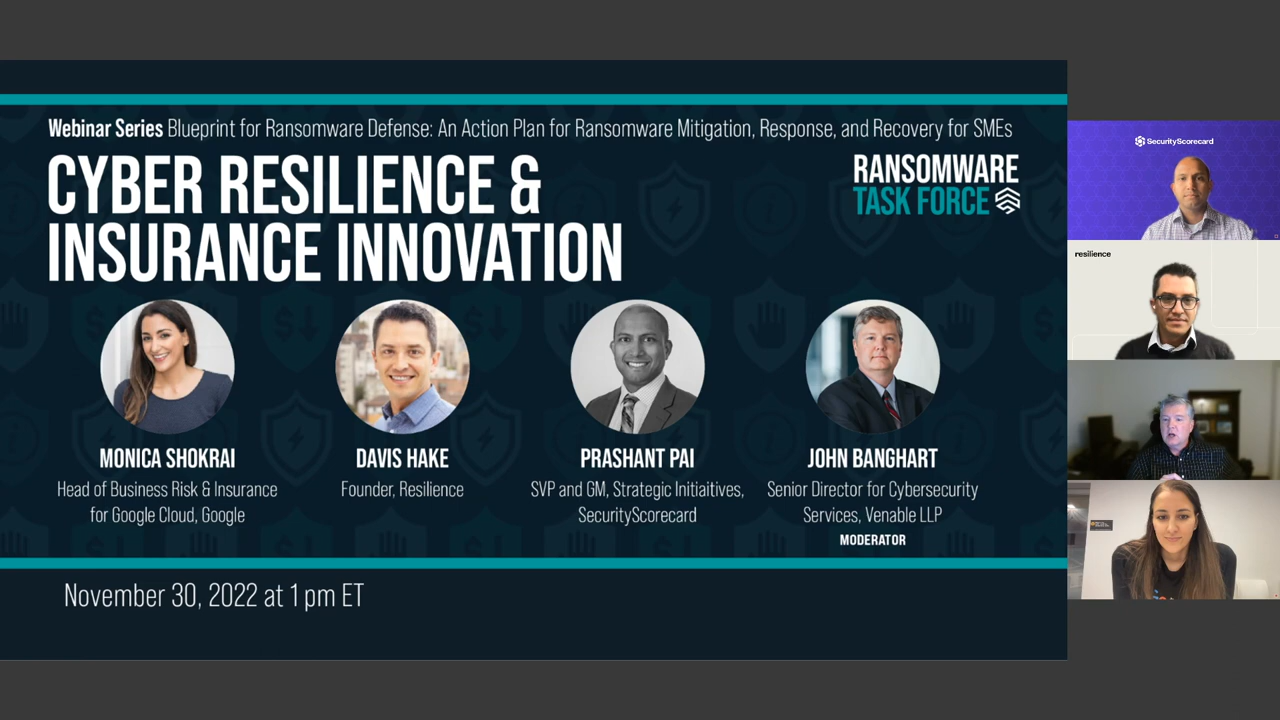 Webinar Series Blueprint for Ransomware Defense: An Action Plan for Ransomware Mitigation, Response, and Recovery for SMEs
CYBER RESILIENCE &
INSURANCE INNOVATION
RANSOMWARE
TASK FORCE
MONICA SHOKRAI
Head of Business Risk & Insurance
for Google Cloud, Google
DAVIS HAKE
Founder, Resilience
PRASHANT PAI
SVP and GM, Strategic Initiaitives,
SecurityScorecard
JOHN BANGHART
Senior Director for Cybersecurity
Services, Venable LLP
MODERATOR
November 30, 2022 at 1 pm ET
SecurityScorecard
resilience